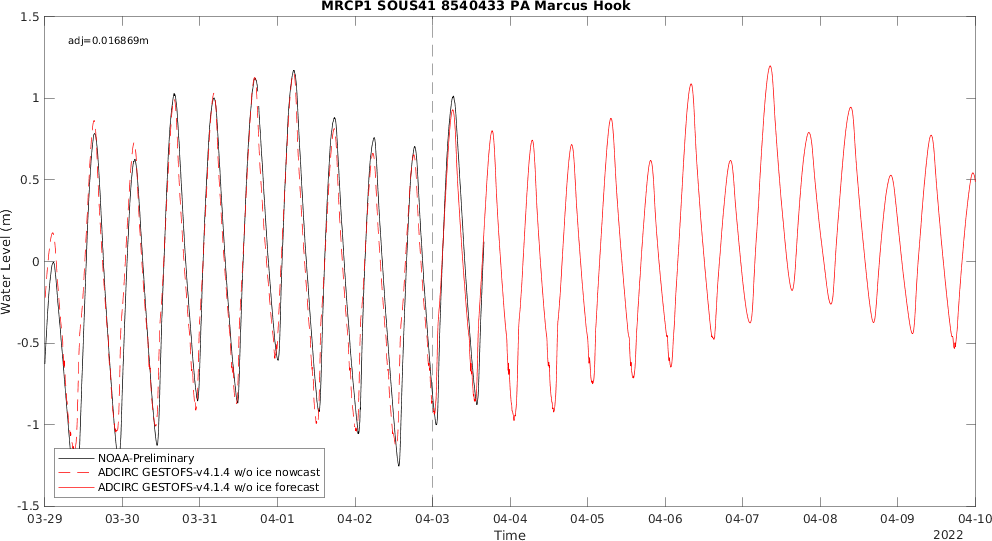 MRCP1 SOUS41 8540433 PA Marcus Hook
adj=0.016869m
1.5
1
0.5
0
-0.5
-1
-1.5
Water Level (m)
NOAA-Preliminary
ADCIRC GESTOFS-v4.1.4 w/o ice nowcast
ADCIRC GESTOFS-v4.1.4 w/o ice forecast
03-29 03-30 03-31 04-01 04-02 04-03 04-04 04-05 04-06 04-07 04-08 04-09 04-10
Time
2022